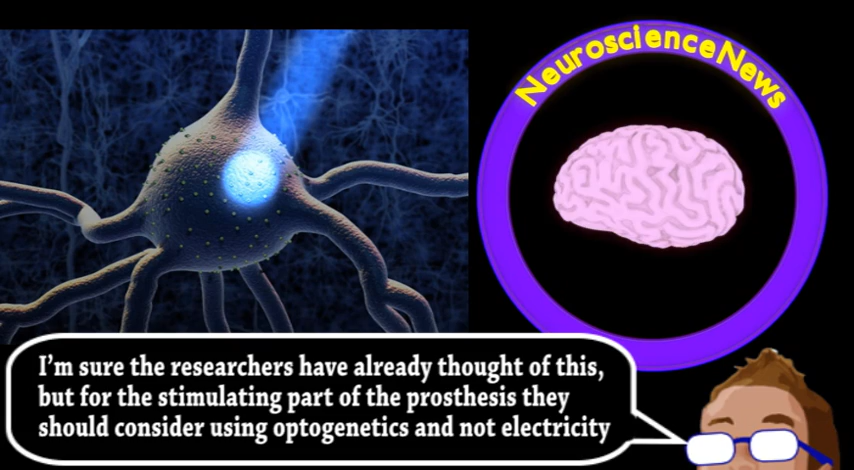 NeuroscienceNews
I'm sure the researchers have already thought of this,
but for the stimulating part of the prosthesis they
should consider using optogenetics and not electricity